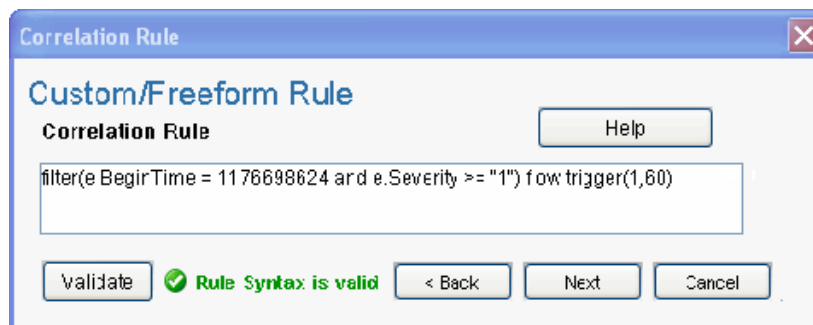 Correlation Rule
Custom/Freeform Rule
Correlation Rule
Help
filter(e.BeginTime = 1176698624 and e.Severity >= "1") flow trigger(1,60)
Validate
Rule Syntax is valid
< Back
Next
Cancel